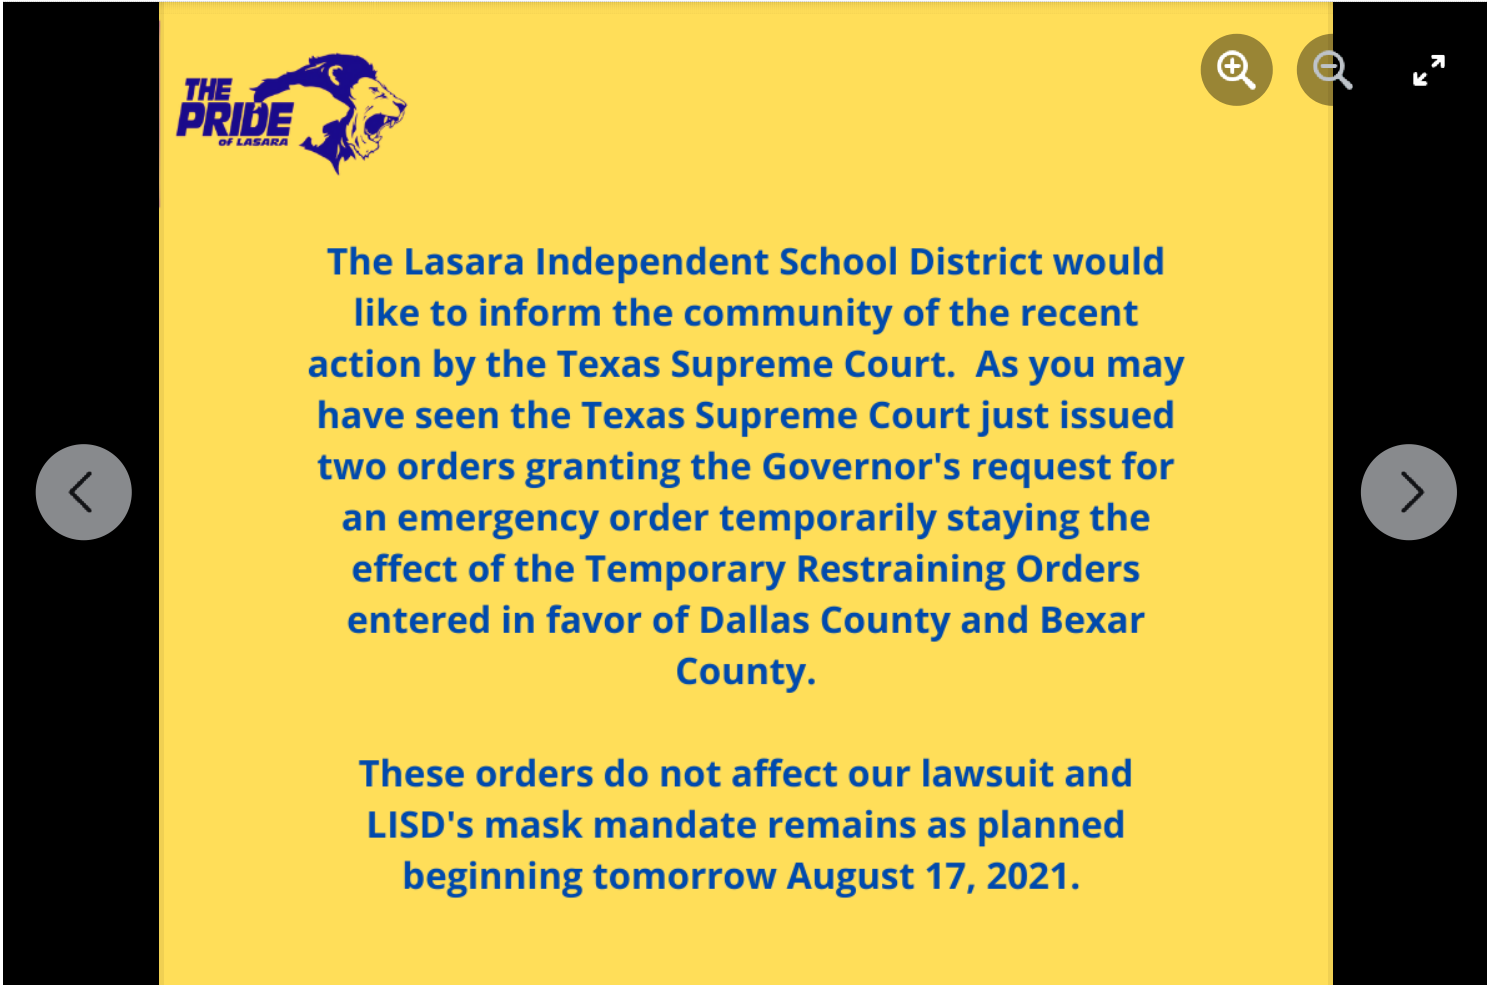 THE
PRIDE
OF LASARA
The Lasara Independent School District would
like to inform the community of the recent
action by the Texas Supreme Court.  As you may
have seen the Texas Supreme Court just issued
two orders granting the Governor's request for
an emergency order temporarily staying the
effect of the Temporary Restraining Orders
entered in favor of Dallas County and Bexar
County.
These orders do not affect our lawsuit and
LISD's mask mandate remains as planned
beginning tomorrow August 17, 2021.